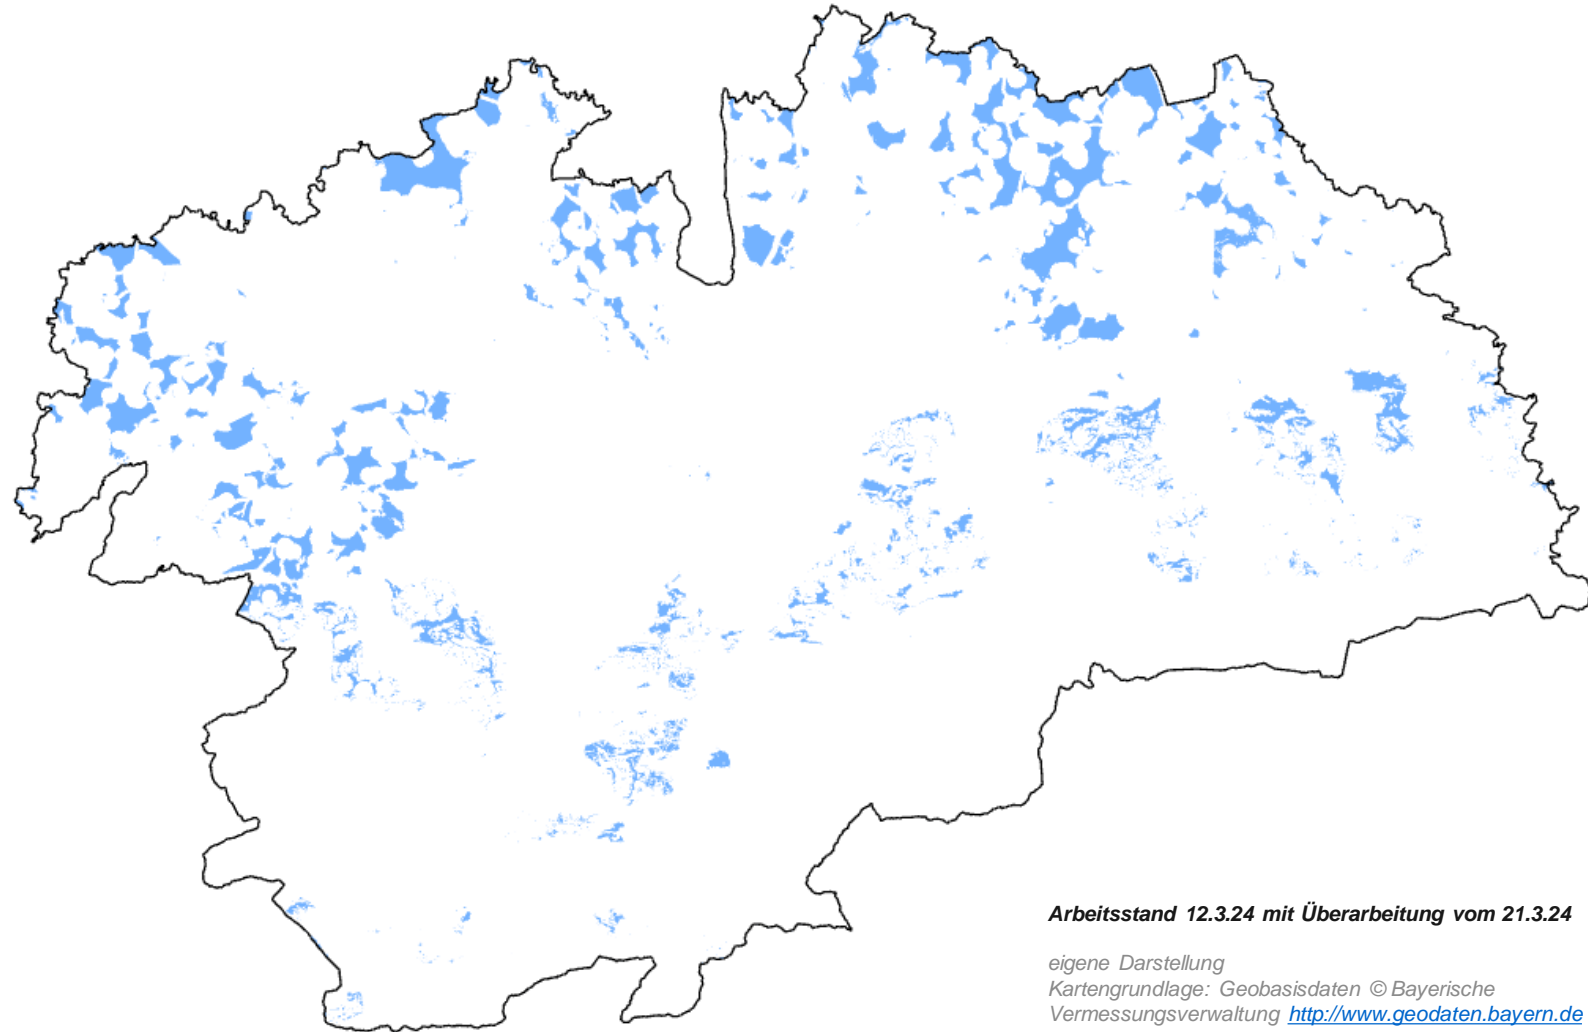 Arbeitsstand 12.3.24 mit Überarbeitung vom 21.3.24
eigene Darstellung
Kartengrundlage: Geobasisdaten © Bayerische
Vermessungsverwaltung http://www.geodaten.bayern.de